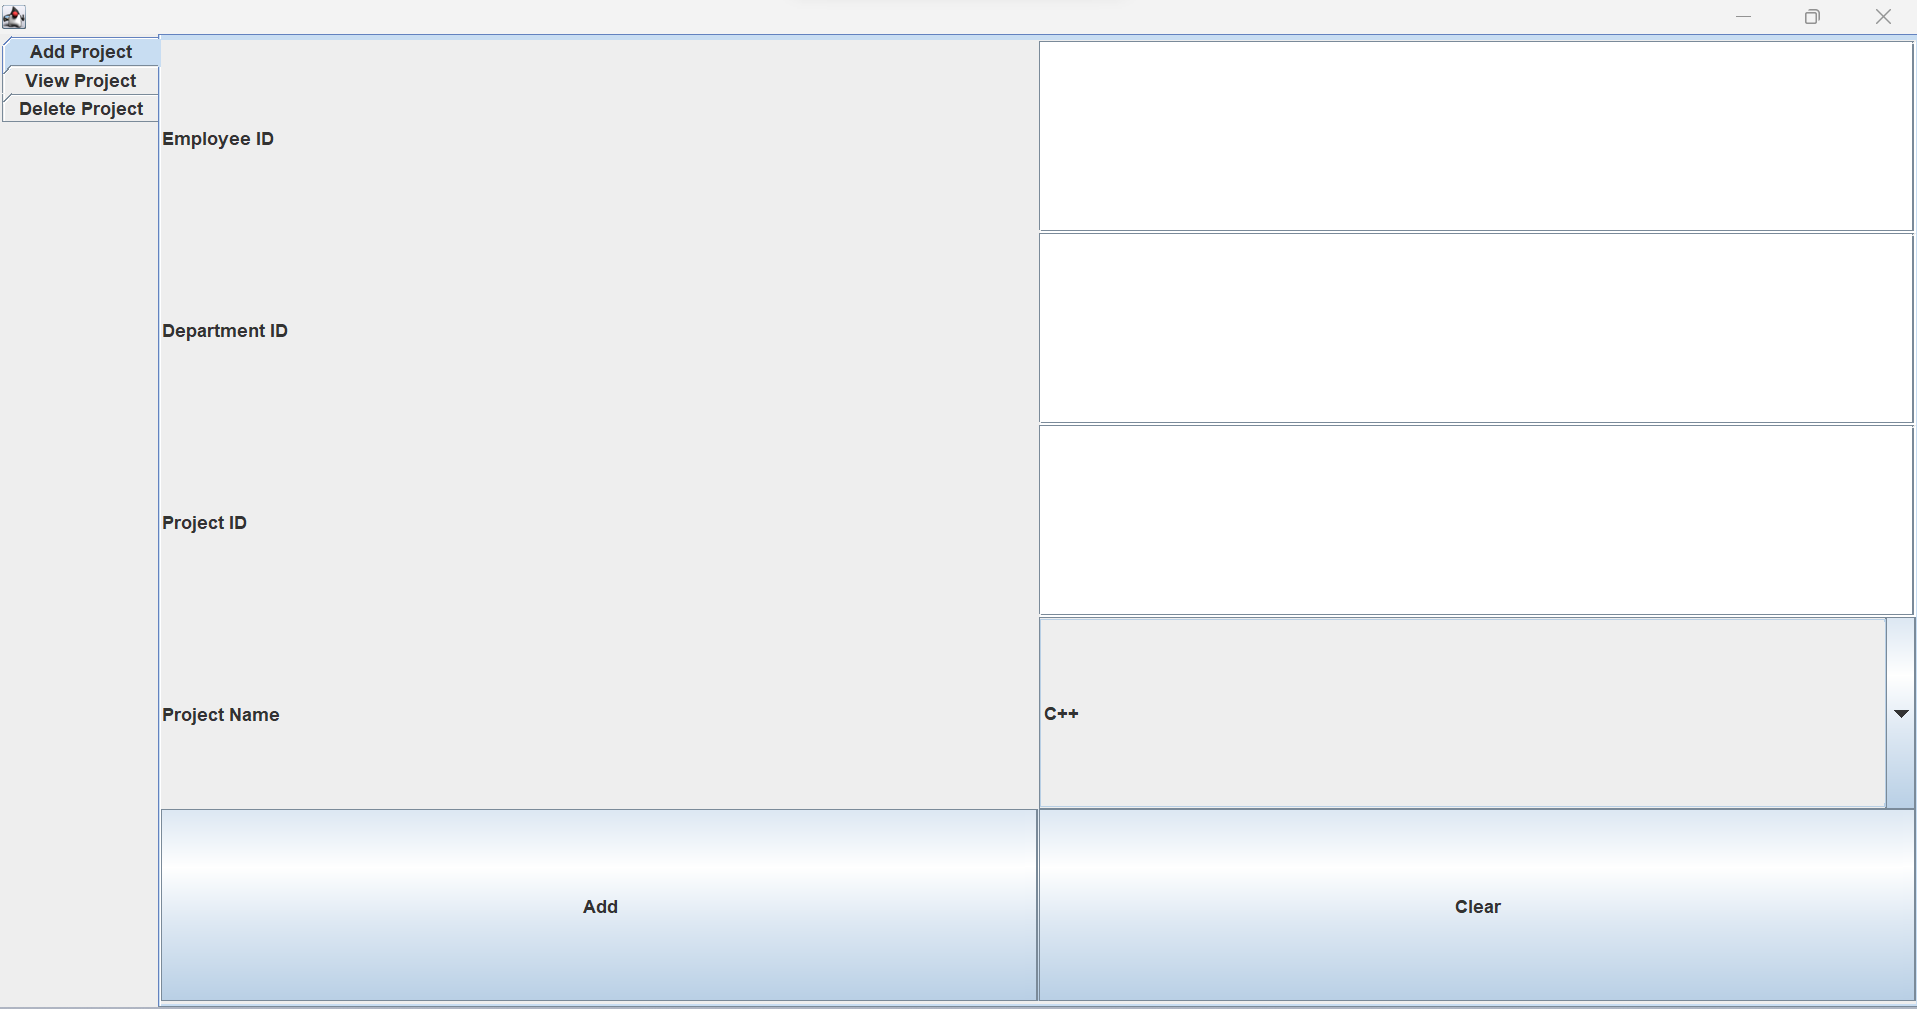 Add Project
View Project
Delete Project
Employee ID
Department ID
Project ID
Project Name
C++
Add
Clear